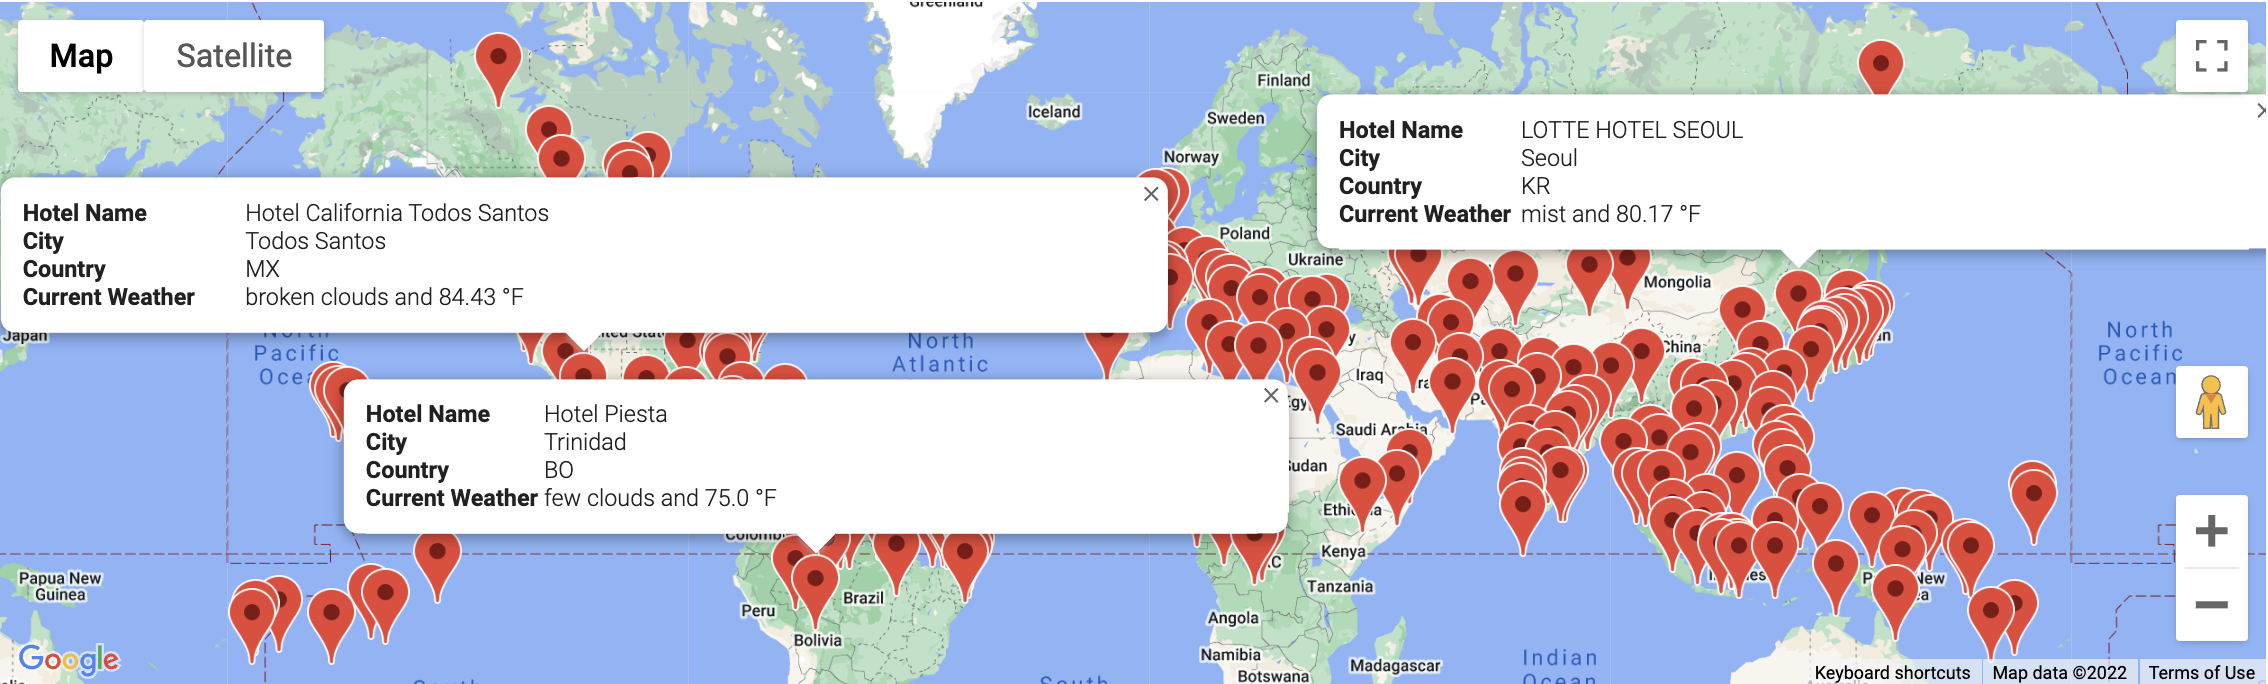 Greenland
Map
Satellite
Finland
Iceland
Sweden
Hotel Name LOTTE HOTEL SEOUL
City Seoul
Country KR
Current Weather mist and 80.17 °F
Norway
Hotel Name Hotel California Todos Santos
City Todos Santos
Country MX
Current Weather broken clouds and 84.43 °F
Poland
Ukraine
Mongolia
Japan
North
Pacific
North
Atlantic
China
Iraq
North
Pacific
Ocean
Hotel Name Hotel Piesta
City Trinidad
Country BO
Current Weather few clouds and 75.0 °F
Saudi Arabia
Sudan
Ethiopia
Kenya
Tanzania
Papua New
Guinea
Brazil
Peru
Bolivia
Angola
Namibia
Botswana
Madagascar
Indian
Ocean
South
South
Google
Keyboard shortcuts
Map data ©2022
Terms of Use